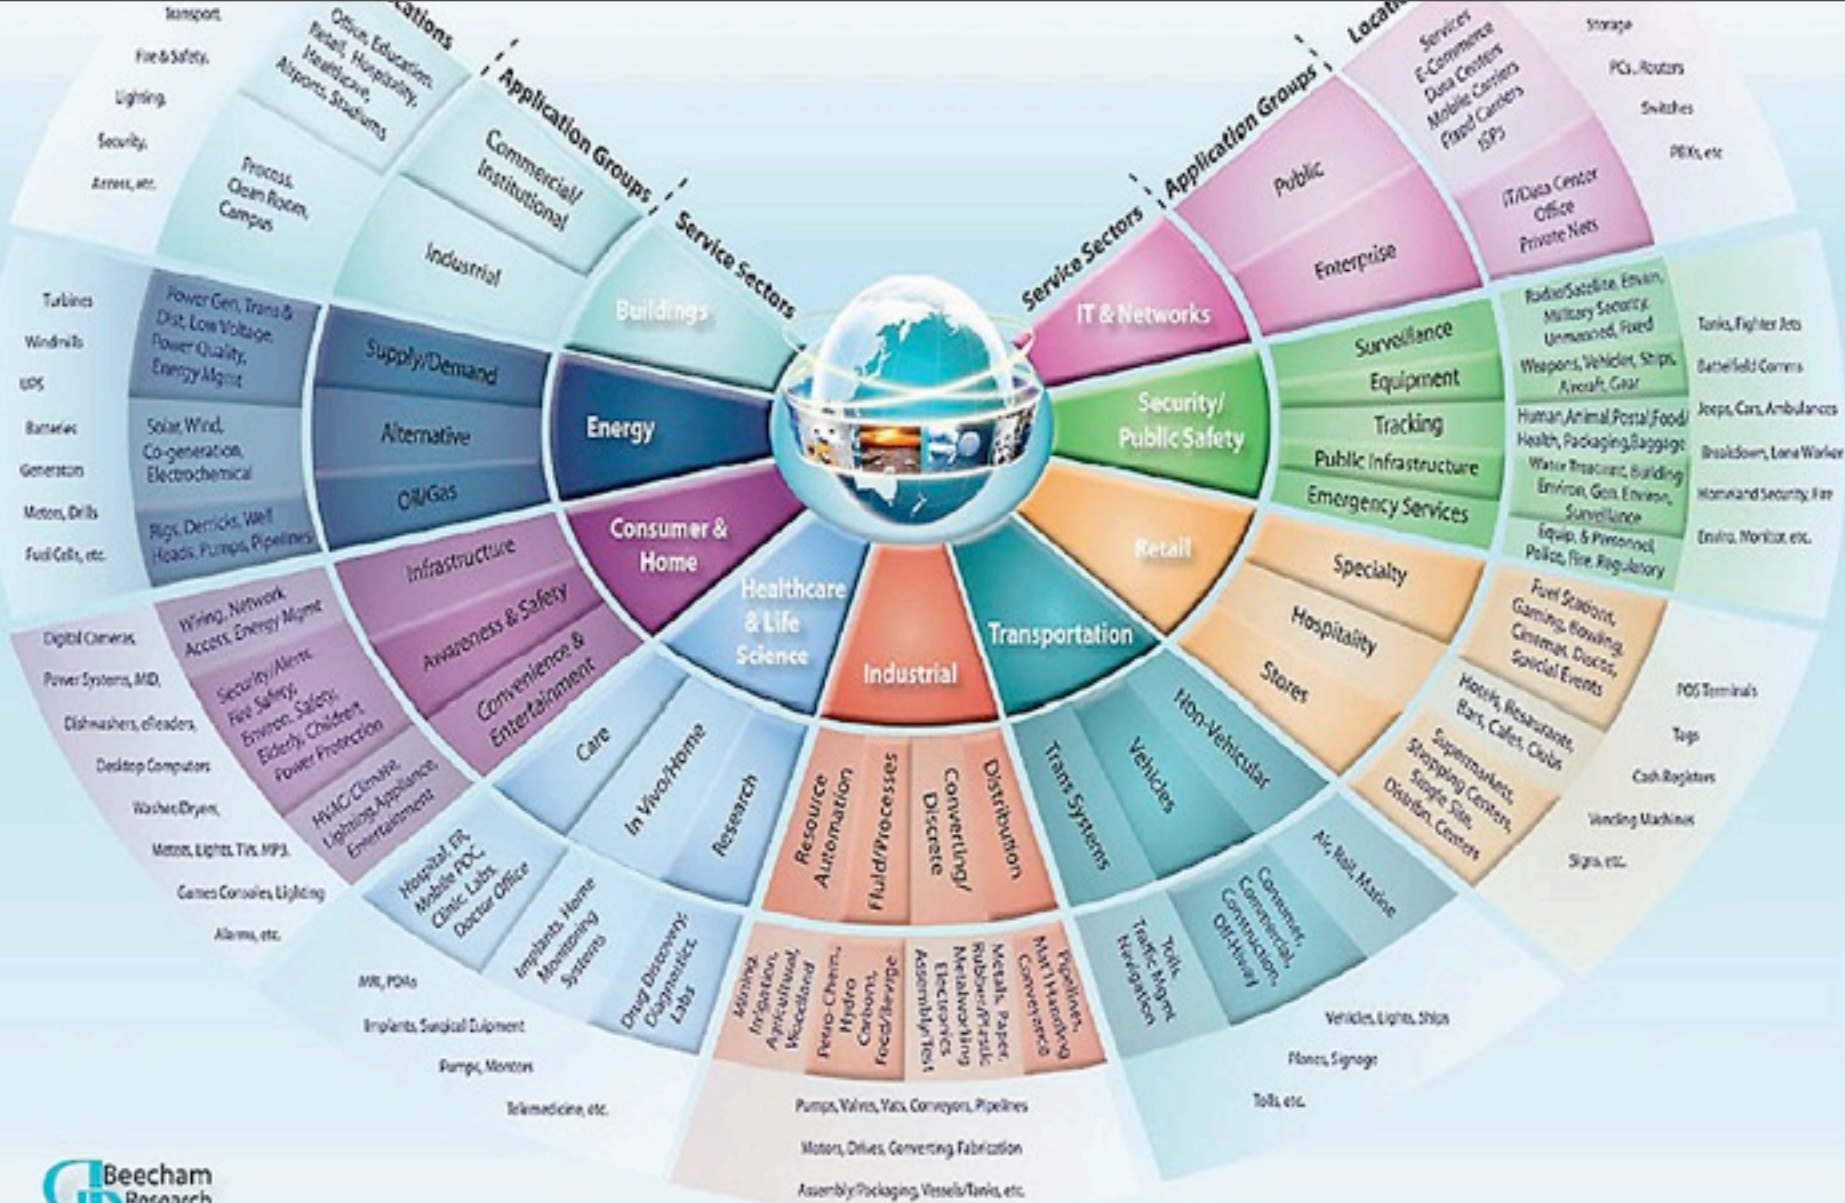 Transport,
Fire & Safety,
Lighting,
Security,
Access, etc.
Office, Education,
Retail, Hospitality,
Healthcare,
Airports, Stadiums
Process,
Clean Room,
Campus
Application Groups
Commercial/
Institutional
Industrial
Service Sectors
Buildings
Turbines
Windmills
UPS
Batteries
Generators
Meters, Drills
Fuel Cells, etc.
Power Gen, Trans &
Dist, Low Voltage,
Power Quality,
Energy Mgmt
Solar, Wind,
Co-generation,
Electrochemical
Rigs, Derricks, Well
Heads, Pumps, Pipelines
Supply/Demand
Alternative
Oil/Gas
Energy
Digital Cameras,
Power Systems, MID,
Dishwashers, eReaders,
Desktop Computers
Washer/Dryers,
Meters, Lights, TVs, MP3,
Games Consoles, Lighting
Alarms, etc.
Wiring, Network
Access, Energy Mgmt
Security/Alerts
Fire Safety,
Environ. Safety,
Elderly, Children,
Power Protection
HVAC/Climate,
Lighting, Appliance,
Entertainment
Infrastructure
Awareness & Safety
Convenience &
Entertainment
Consumer &
Home
MRI, PDAs
Implants, Surgical
Pumps, Monitors
Telemedicine, etc.
Hospital, ER,
Mobile POC,
Clinic, Labs,
Doctor Office
Implants, Home
Monitoring
Systems
Drug Discovery,
Diagnostics,
Labs
Care
In Vivo/Home
Research
Healthcare
& Life
Science
Industrial
Resource
Automation
Fluid/Processes
Converting/
Discrete
Distribution
Mining,
Irrigation,
Agricultural,
Woodland
Petro-Chem.,
Hydro
Carbons,
Food/Bevrge
Metals, Paper,
Rubber/Plastic,
Metalworking
Electronics
Assembly/Test
Pipelines,
Conveyance
Pumps, Valves, Vats, Conveyors, Pipelines
Motors, Drives, Converting, Fabrication
Assembly/Packaging, Vessels/Tanks, etc.
Transportation
Trans Systems
Vehicles
Non-Vehicular
Tolls,
Traffic Mgmt,
Navigation
Consumer,
Commercial,
Construction,
Off-Hiway
Air, Rail, Marine
Vehicles, Lights, Ships
Planes, Signage
Tolls, etc.
Retail
Specialty
Hospitality
Stores
Fuel Stations,
Gaming, Bowling,
Cinemas, Discos,
Special Events
Hotels, Resaurants,
Bars, Cafes, Clubs
Supermarkets,
Shopping Centers,
Single Site,
Distribtn. Centers
POS Terminals
Tags
Cash Registers
Vending Machines
Signs, etc.
Security/
Public Safety
Surveillance
Equipment
Tracking
Public Infrastructure
Emergency Services
Radio/Satellite, Environ,
Military Security,
Unmanned, Fixed
Weapons, Vehicles, Ships,
Aircraft, Gear
Human, Animal, Postal, Food/
Health, Packaging, Baggage
Water Treatmnt, Building
Environ, Gen. Environ,
Surveillance
Equip. & Personnel,
Police, Fire, Regulatory
Tanks, Fighter Jets
Battlefield Comms
Jeeps, Cars, Ambulances
Breakdown, Lone Worker
Homeland Security, Fire
Enviro. Monitor, etc.
Service Sectors
IT & Networks
Application Groups
Public
Enterprise
Services
E-Commerce
Data Centers
Mobile Carriers
Fixed Carriers
ISPs
IT/Data Center
Office
Private Nets
Storage
PCs, Routers
Switches
PBXs, etc
Beecham
Research